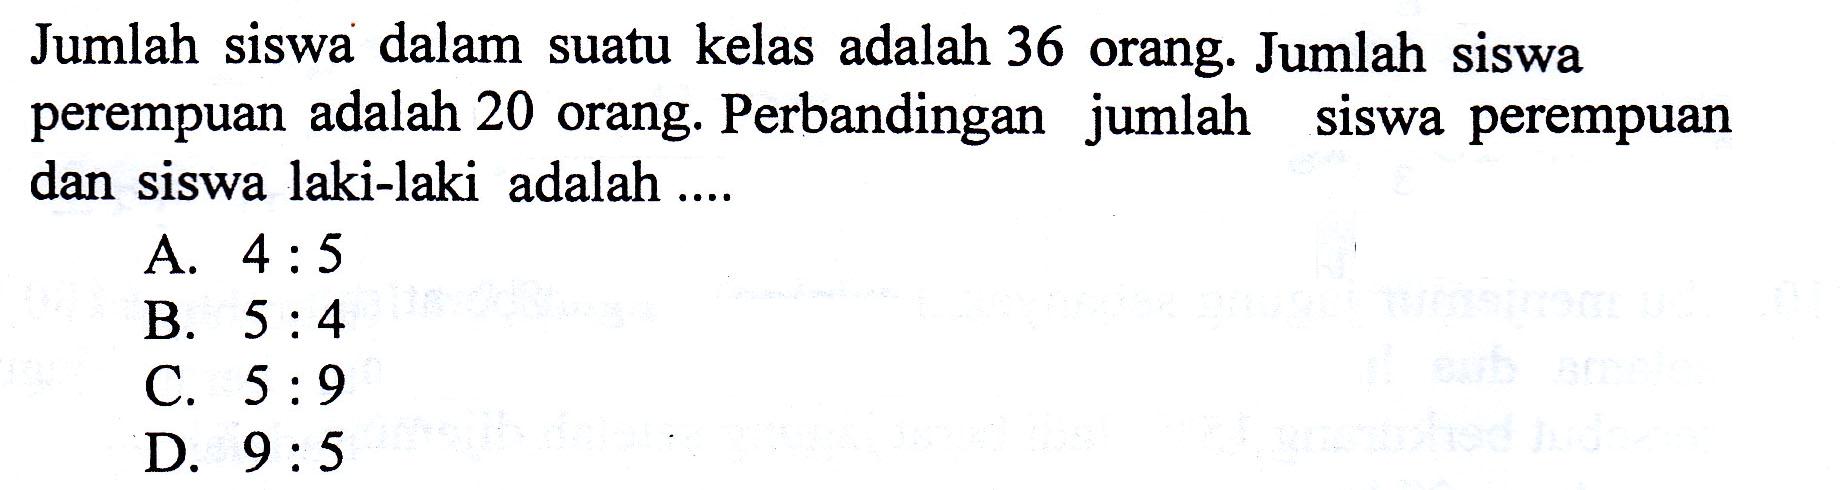 Jumlah siswa dalam suatu kelas adalah 36 orang. Jumlah siswa
perempuan adalah 20 orang. Perbandingan jumlah siswa perempuan
dan siswa laki-laki adalah ....
A. 4 : 5
B. 5 : 4
C. 5 : 9
D. 9 : 5